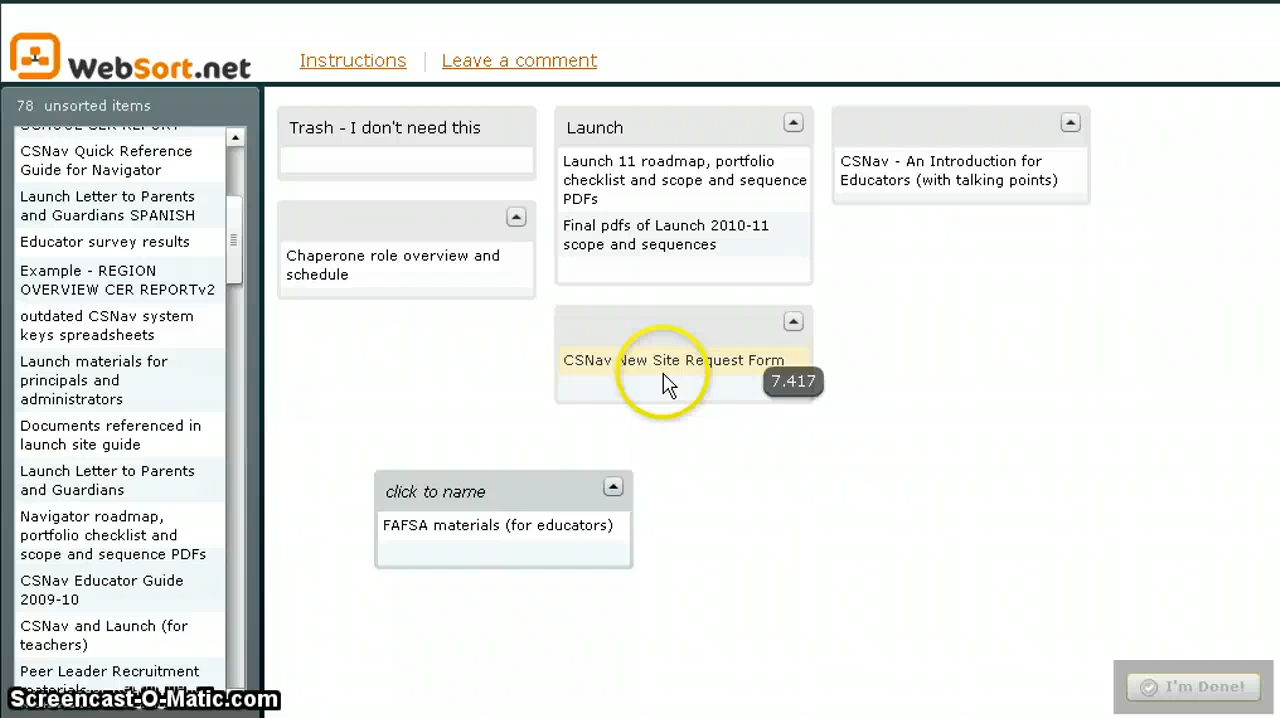 WebSort.net
Instructions
Leave a comment
78 unsorted items
SCHOOL CER REPORT
CSNav Quick Reference
Guide for Navigator
Launch Letter to Parents
and Guardians SPANISH
Educator survey results
Example - REGION
OVERVIEW CER REPORTv2
outdated CSNav system
keys spreadsheets
Launch materials for
principals and
administrators
Documents referenced in
launch site guide
Launch Letter to Parents
and Guardians
Navigator roadmap,
portfolio checklist and
scope and sequence PDFs
CSNav Educator Guide
2009-10
CSNav and Launch (for
teachers)
Peer Leader Recruitment
materials
Trash - I don't need this
Chaperone role overview and
schedule
Launch
Launch 11 roadmap, portfolio
checklist and scope and sequence
PDFs
Final pdfs of Launch 2010-11
scope and sequences
CSNav New Site Request Form
7.417
CSNav - An Introduction for
Educators (with talking points)
click to name
FAFSA materials (for educators)
I'm Done!
Screencast-O-Matic.com